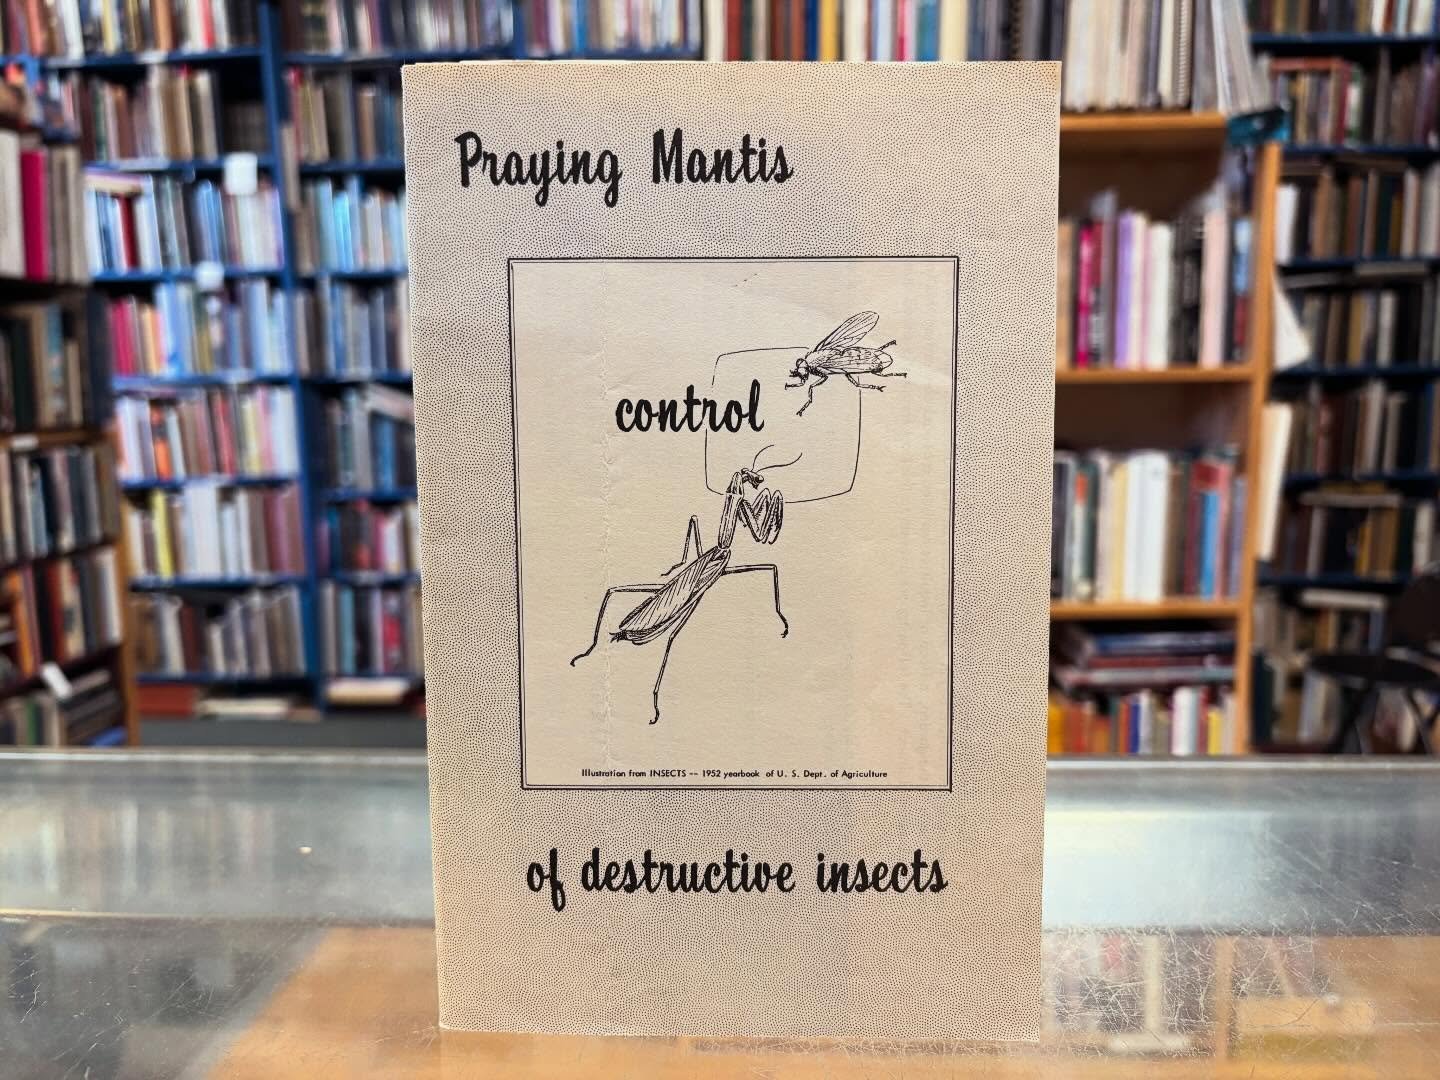 Praying Mantis
control
Illustration from INSECTS -- 1952 yearbook of U. S. Dept. of Agriculture
of destructive insects